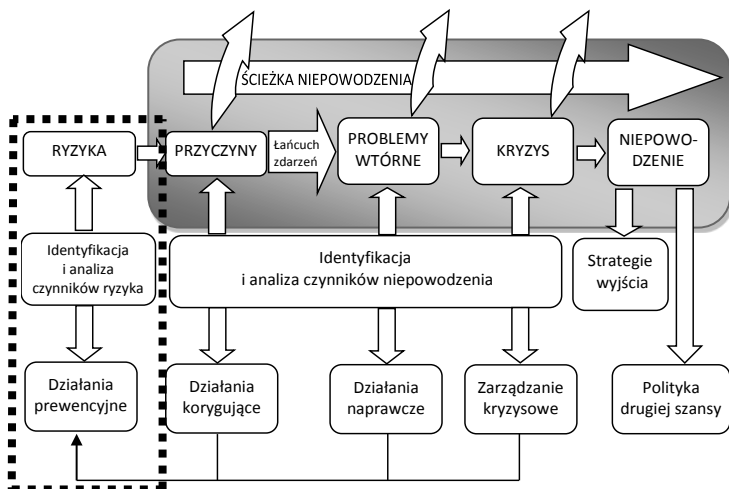 ŚCIEŻKA NIEPOWODZENIA
RYZYKA
PRZYCZYNY
Łańcuch
zdarzeń
PROBLEMY
WTÓRNE
KRYZYS
NIEPOWO-
DZENIE
Identyfikacja
i analiza
czynników ryzyka
Identyfikacja
i analiza czynników niepowodzenia
Strategie
wyjścia
Działania
prewencyjne
Działania
korygujące
Działania
naprawcze
Zarządzanie
kryzysowe
Polityka
drugiej szansy